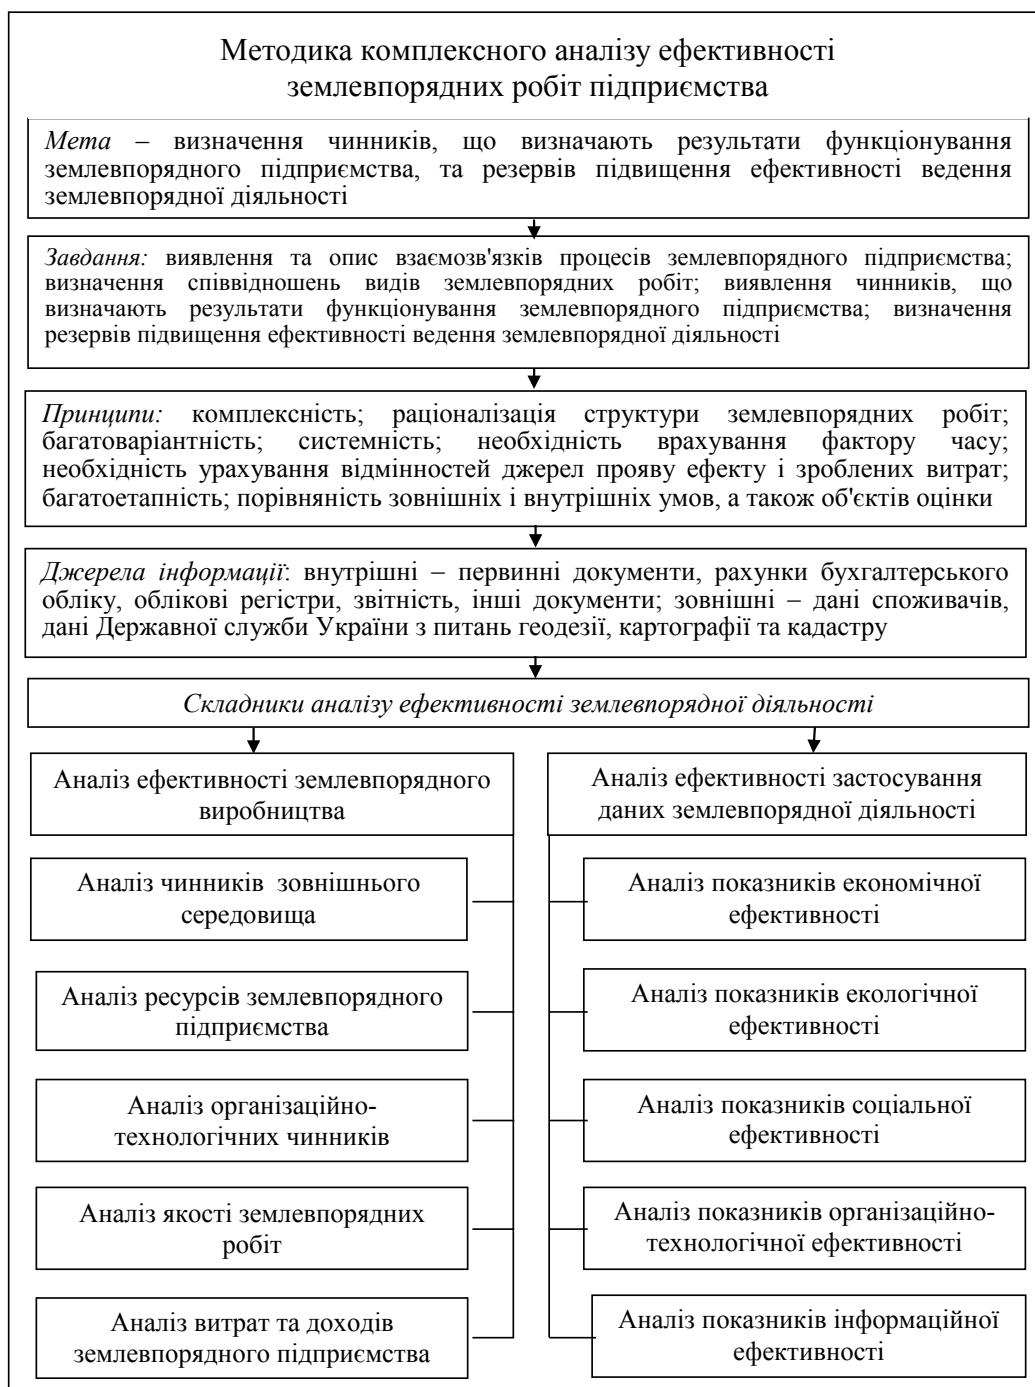 Методика комплексного аналізу ефективності
землевпорядних робіт підприємства
Мета – визначення чинників, що визначають результати функціонування
землевпорядного підприємства, та резервів підвищення ефективності ведення
землевпорядної діяльності
Завдання: виявлення та опис взаємозв'язків процесів землевпорядного підприємства;
визначення співвідношень видів землевпорядних робіт; виявлення чинників, що
визначають результати функціонування землевпорядного підприємства; визначення
резервів підвищення ефективності ведення землевпорядної діяльності
Принципи: комплексність; раціоналізація структури землевпорядних робіт;
багатоваріантність; системність; необхідність врахування фактору часу;
необхідність урахування відмінностей джерел прояву ефекту і зроблених витрат;
багатоетапність; порівняність зовнішніх і внутрішніх умов, а також об'єктів оцінки
Джерела інформації: внутрішні – первинні документи, рахунки бухгалтерського
обліку, облікові регістри, звітність, інші документи; зовнішні – дані споживачів,
дані Державної служби України з питань геодезії, картографії та кадастру
Складники аналізу ефективності землевпорядної діяльності
Аналіз ефективності землевпорядного
виробництва
Аналіз чинників зовнішнього
середовища
Аналіз ресурсів землевпорядного
підприємства
Аналіз організаційно-
технологічних чинників
Аналіз якості землевпорядних
робіт
Аналіз витрат та доходів
землевпорядного підприємства
Аналіз ефективності застосування
даних землевпорядної діяльності
Аналіз показників економічної
ефективності
Аналіз показників екологічної
ефективності
Аналіз показників соціальної
ефективності
Аналіз показників організаційно-
технологічної ефективності
Аналіз показників інформаційної
ефективності